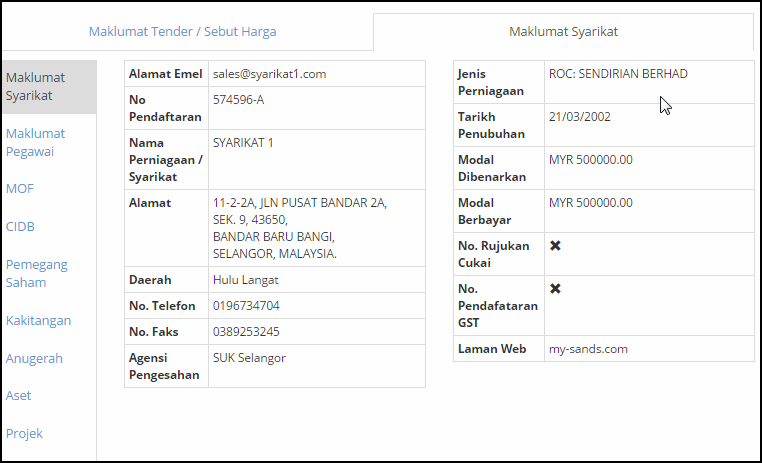 Maklumat Tender / Sebut Harga
Maklumat Syarikat
Maklumat
Syarikat
Maklumat
Pegawai
MOF
CIDB
Pemegang
Saham
Kakitangan
Anugerah
Aset
Projek
Alamat Emel sales@syarikat1.com
No 574596-A
Pendaftaran
Nama SYARIKAT 1
Perniagaan /
Syarikat
Alamat 11-2-2A, JLN PUSAT BANDAR 2A,
SEK. 9, 43650,
BANDAR BARU BANGI,
SELANGOR, MALAYSIA.
Daerah Hulu Langat
No. Telefon 0196734704
No. Faks 0389253245
Agensi SUK Selangor
Pengesahan
Jenis ROC: SENDIRIAN BERHAD
Perniagaan
Tarikh 21/03/2002
Penubuhan
Modal MYR 500000.00
Dibenarkan
Modal MYR 500000.00
Berbayar
No. Rujukan ✖
Cukai
No. ✖
Pendafataran
GST
Laman Web my-sands.com